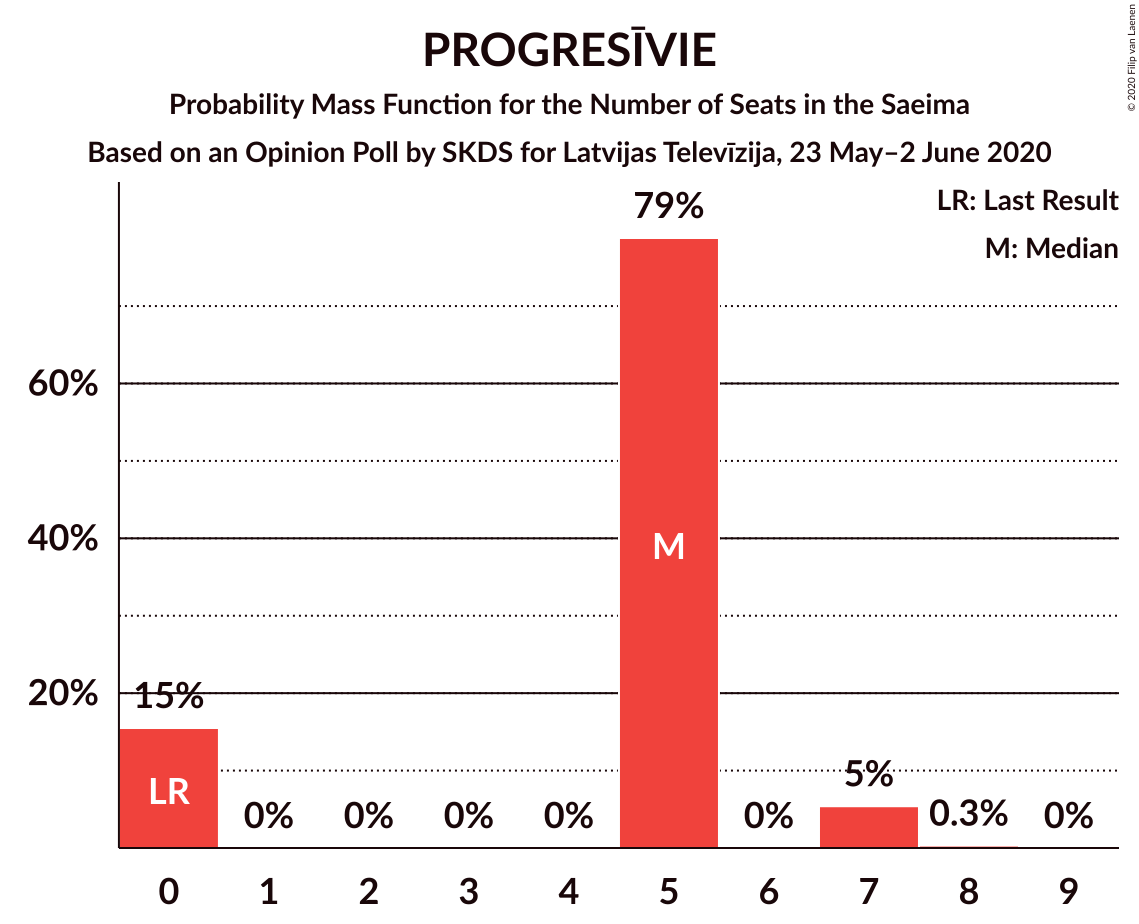 PROGRESĪVIE
Probability Mass Function for the Number of Seats in the Saeima
Based on an Opinion Poll by SKDS for Latvijas Televīzija, 23 May–2 June 2020
© 2020 Filip van Laenen
LR: Last Result
M: Median
79%
60%
40%
20%
M
15%
LR
0%
0%
0%
0%
0%
5%
0.3%
0%
0
1
2
3
4
5
6
7
8
9